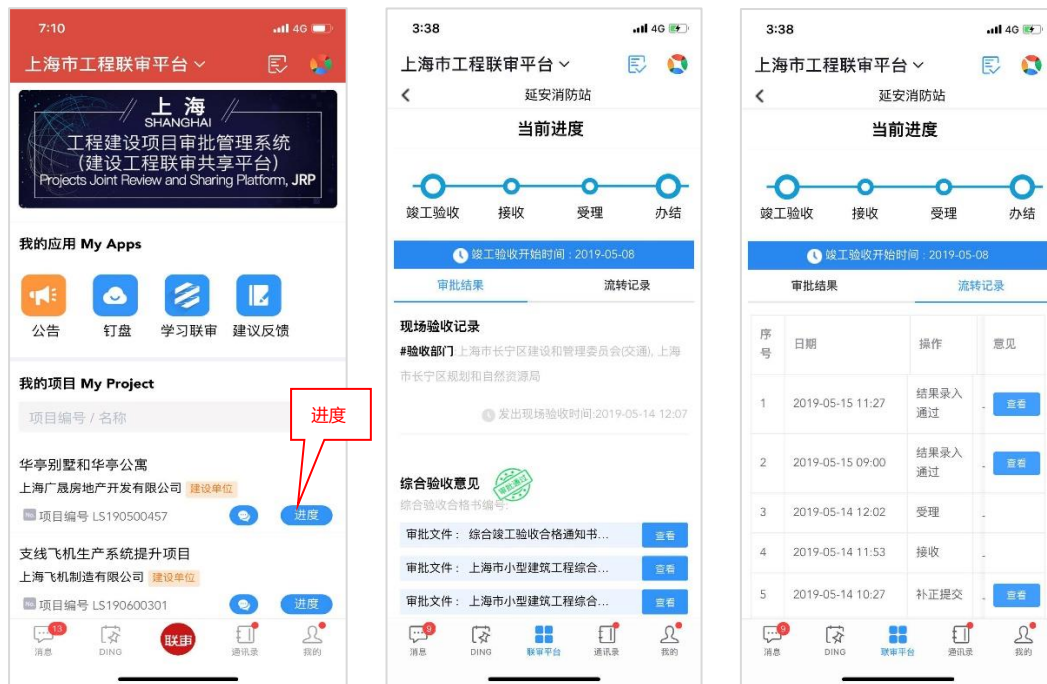 7:10
4G
上海市工程联审平台
上 海
SHANGHAI
工程建设项目审批管理系统
（建设工程联审共享平台）
Projects Joint Review and Sharing Platform, JRP
我的应用 My Apps
公告
钉盘
学习联审
建议反馈
我的项目 My Project
项目编号 / 名称
进度
华亭别墅和华亭公寓
上海广晟房地产开发有限公司 建设单位
No 项目编号 LS190500457
进度
支线飞机生产系统提升项目
上海飞机制造有限公司 建设单位
No 项目编号 LS190600301
进度
13
联审
消息
DING
通讯录
我的
3:38
4G
上海市工程联审平台
延安消防站
当前进度
竣工验收 接收 受理 办结
竣工验收开始时间 : 2019-05-08
审批结果 流转记录
现场验收记录
#验收部门:上海市长宁区建设和管理委员会(交通), 上海
市长宁区规划和自然资源局
发出现场验收时间:2019-05-14 12:07
综合验收意见
审批通过
综合验收合格书编号:
审批文件： 综合竣工验收合格通知书... 查看
审批文件： 上海市小型建筑工程综合... 查看
审批文件： 上海市小型建筑工程综合... 查看
9
消息 DING 联审平台 通讯录 我的
3:38
4G
上海市工程联审平台
延安消防站
当前进度
竣工验收 接收 受理 办结
竣工验收开始时间 : 2019-05-08
审批结果 流转记录
序号 日期 操作 意见
1 2019-05-15 11:27 结果录入通过 - 查看
2 2019-05-15 09:00 结果录入通过 - 查看
3 2019-05-14 12:02 受理 -
4 2019-05-14 11:53 接收 -
5 2019-05-14 10:27 补正提交 - 查看
9
消息 DING 联审平台 通讯录 我的